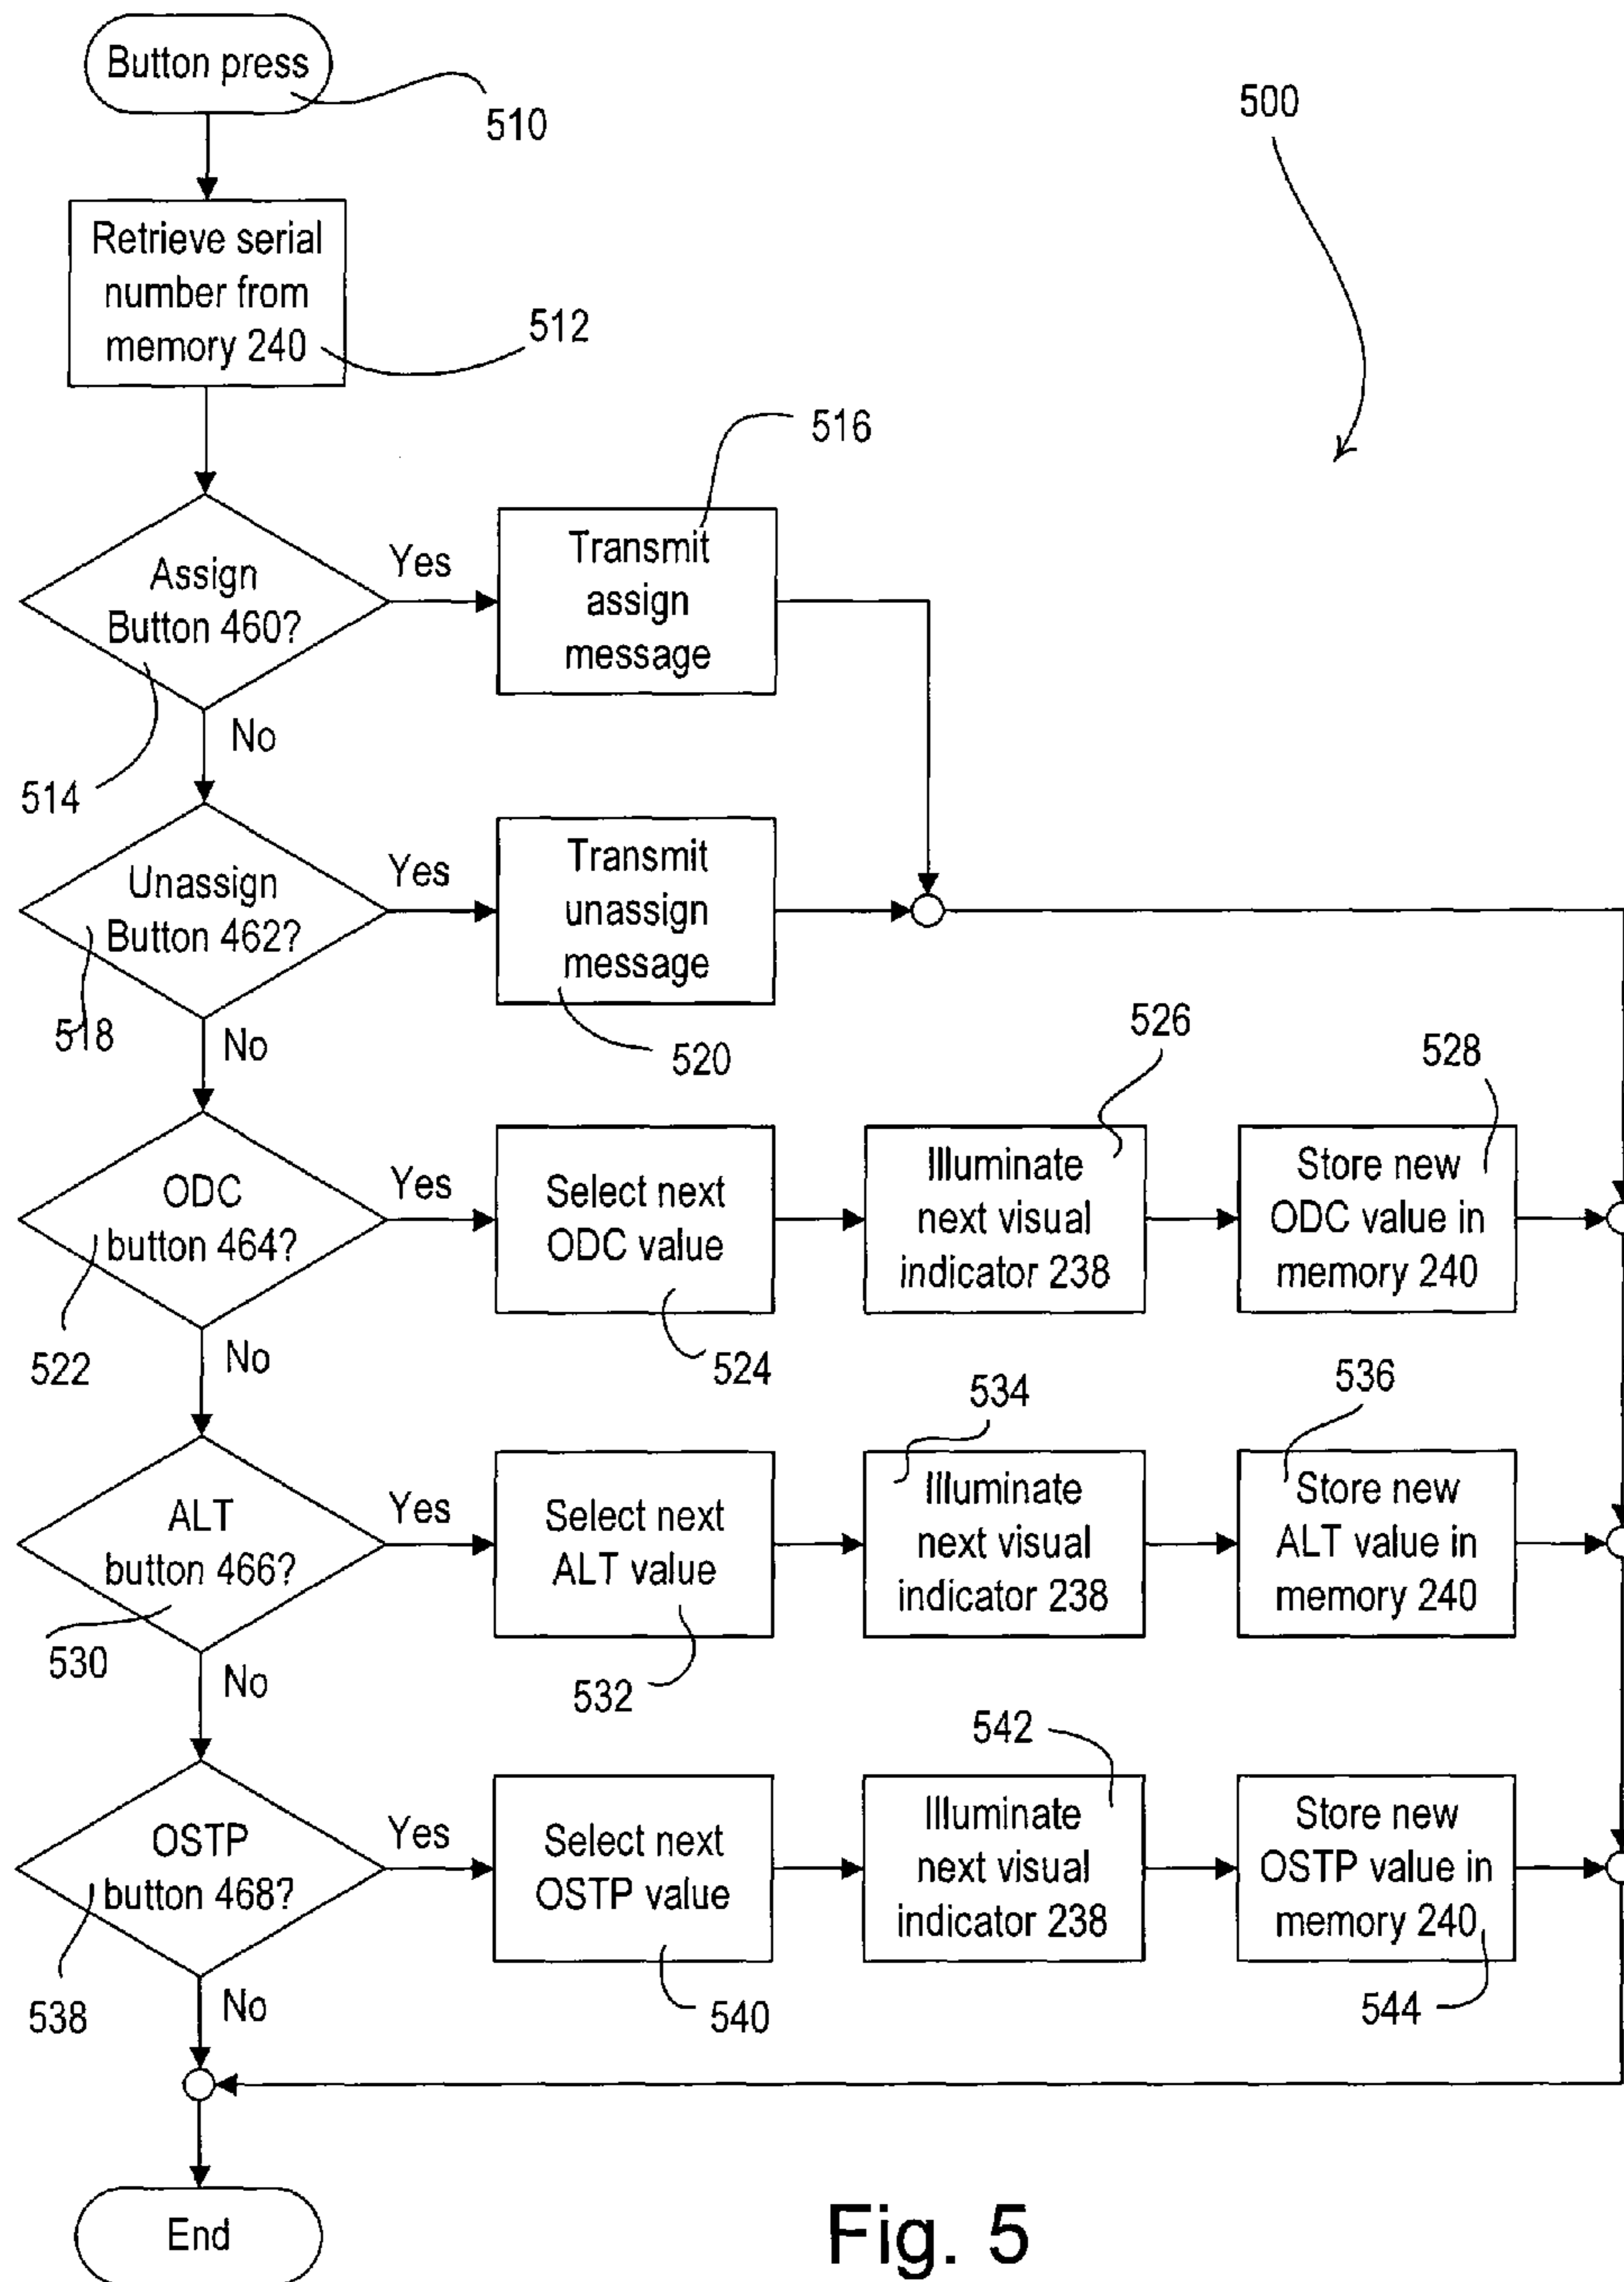 Button press
510
500
Retrieve serial
number from
memory 240
512
516
Assign
Button 460?
Yes
Transmit
assign
message
No
514
Unassign
Button 462?
Yes
Transmit
unassign
message
518
No
520
526
528
ODC
button 464?
Yes
Select next
ODC value
Illuminate
next visual
indicator 238
Store new
ODC value in
memory 240
522
No
524
534
536
ALT
button 466?
Yes
Select next
ALT value
Illuminate
next visual
indicator 238
Store new
ALT value in
memory 240
530
No
532
542
OSTP
button 468?
Yes
Select next
OSTP value
Illuminate
next visual
indicator 238
Store new
OSTP value in
memory 240
538
No
540
544
End
Fig. 5